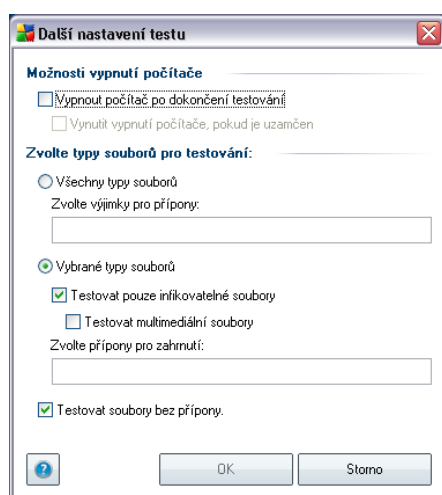 Další nastavení testu
Možnosti vypnutí počítače
Vypnout počítač po dokončení testování
Vynutit vypnutí počítače, pokud je uzamčen
Zvolte typy souborů pro testování:
Všechny typy souborů
Zvolte výjimky pro přípony:
Vybrané typy souborů
Testovat pouze infikovatelné soubory
Testovat multimediální soubory
Zvolte přípony pro zahrnutí:
Testovat soubory bez přípony.
?
OK
Storno